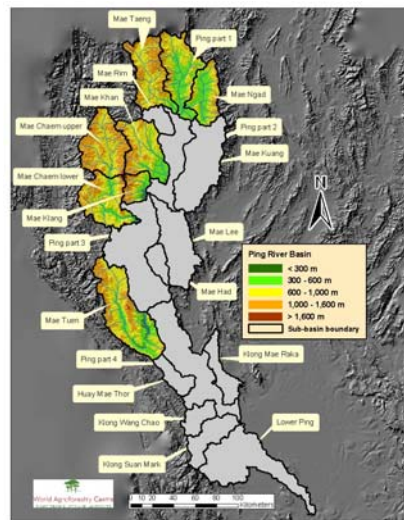 Mae Taeng
Ping part 1
Mae Rim
Mae Khan
Mae Ngad
Mae Chaem upper
Ping part 2
Mae Kuang
Mae Chaem lower
N
Mae Klang
Ping part 3
Mae Lee
Ping River Basin
< 300 m
300 - 600 m
600 - 1,000 m
1,000 - 1,600 m
> 1,600 m
Sub-basin boundary
Mae Had
Mae Tuen
Ping part 4
Klong Mae Raka
Huay Mae Thor
Klong Wang Chao
Lower Ping
Klong Suan Mark
World Agroforestry Centre
0 10 20 40 60 80 100
Kilometers